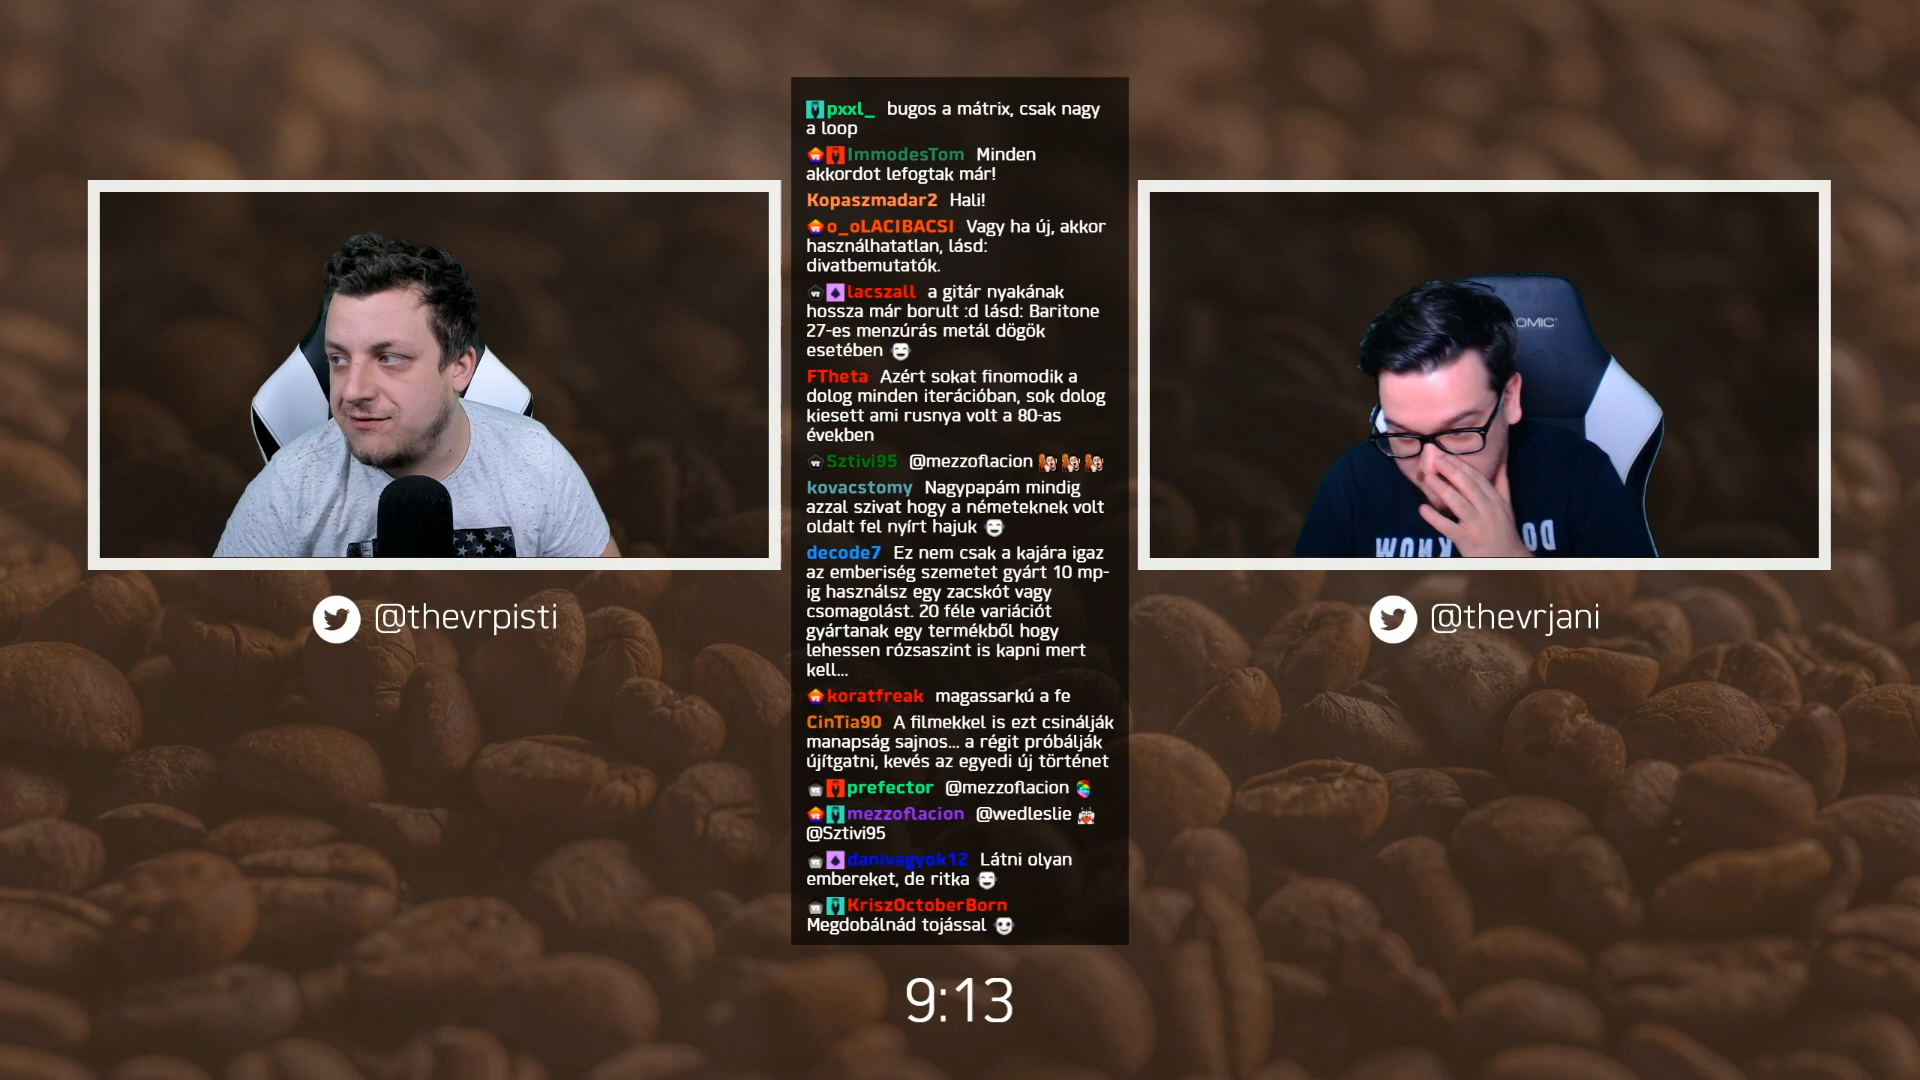 pxxl_ bugos a mátrix, csak nagy
a loop
ImmodesTom Minden
akkordot lefogtak már!
Kopaszmadar2 Hali!
o_oLACIBACSI Vagy ha új, akkor
használhatatlan, lásd:
divatbemutatók.
lacszall a gitár nyakának
hossza már borult :d lásd: Baritone
27-es menzúrás metál dögök
esetében
FTheta Azért sokat finomodik a
dolog minden iterációban, sok dolog
kiesett ami rusnya volt a 80-as
években
Sztivi95 @mezzoflacion
kovacstomy Nagypapám mindig
azzal szivat hogy a németeknek volt
oldalt fel nyírt hajuk
decode7 Ez nem csak a kajára igaz
az emberiség szemetet gyárt 10 mp-
ig használsz egy zacskót vagy
csomagolást. 20 féle variációt
gyártanak egy termékből hogy
lehessen rózsaszint is kapni mert
kell...
koratfreak magassarkú a fe
CinTia90 A filmekkel is ezt csinálják
manapság sajnos... a régit próbálják
újítgatni, kevés az egyedi új történet
prefector @mezzoflacion
mezzoflacion @wedleslie
@Sztivi95
danivagyok12 Látni olyan
embereket, de ritka
KriszOctoberBorn
Megdobálnád tojással
@thevrpisti
OMIC
DO
KNOW
@thevrjani
9:13